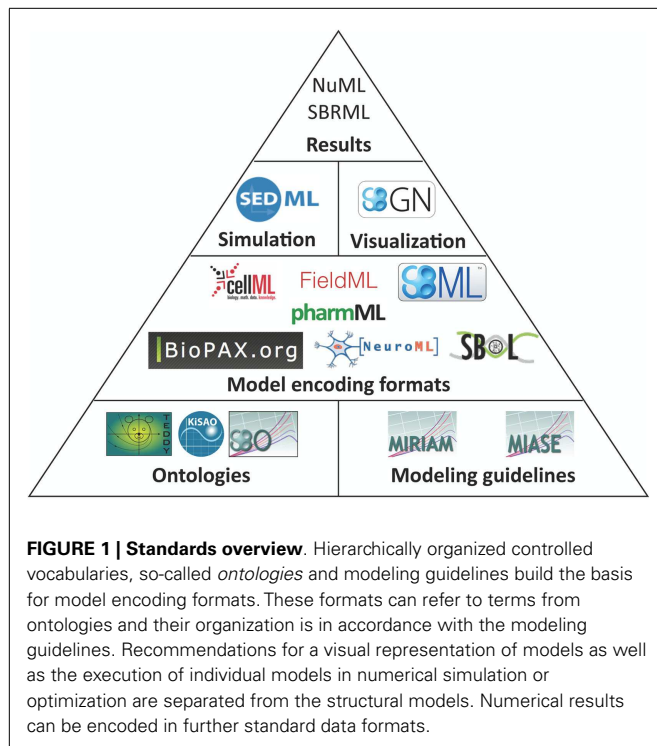 NuML
SBRML
Results
SED ML
SBGN
Simulation
Visualization
cellML
biology. math. data. knowledge.
FieldML
SBML™
pharmML
BioPAX.org
[NeuroML]
SBOL
Model encoding formats
TEDDY
KiSAO
SBO
MIRIAM
MIASE
Ontologies
Modeling guidelines
FIGURE 1 | Standards overview. Hierarchically organized controlled
vocabularies, so-called ontologies and modeling guidelines build the basis
for model encoding formats. These formats can refer to terms from
ontologies and their organization is in accordance with the modeling
guidelines. Recommendations for a visual representation of models as well
as the execution of individual models in numerical simulation or
optimization are separated from the structural models. Numerical results
can be encoded in further standard data formats.